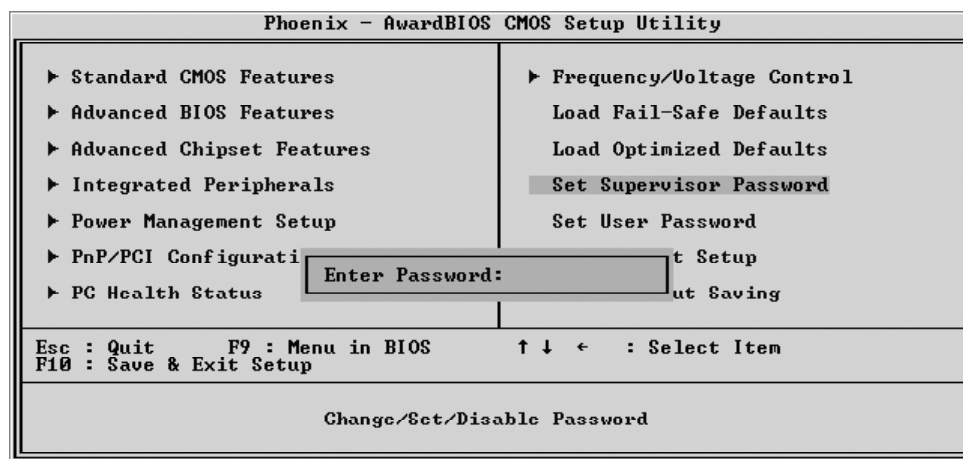 Phoenix - AwardBIOS CMOS Setup Utility
▶ Standard CMOS Features
▶ Advanced BIOS Features
▶ Advanced Chipset Features
▶ Integrated Peripherals
▶ Power Management Setup
▶ PnP/PCI Configurati
▶ PC Health Status
▶ Frequency/Voltage Control
Load Fail-Safe Defaults
Load Optimized Defaults
Set Supervisor Password
Set User Password
t Setup
ut Saving
Enter Password:
Esc : Quit F9 : Menu in BIOS ↑ ↓ ← : Select Item
F10 : Save & Exit Setup
Change/Set/Disable Password